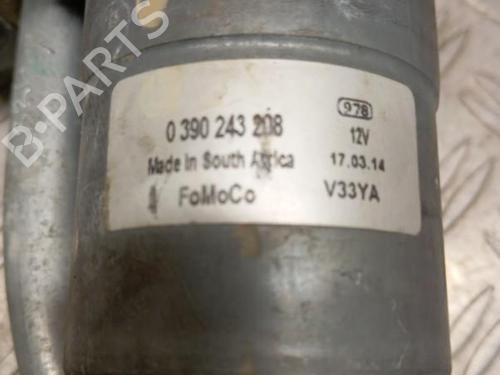 B-PARTS
978
0 390 243 208
12V
Made in South Africa
17.03.14
FoMoCo
V33YA